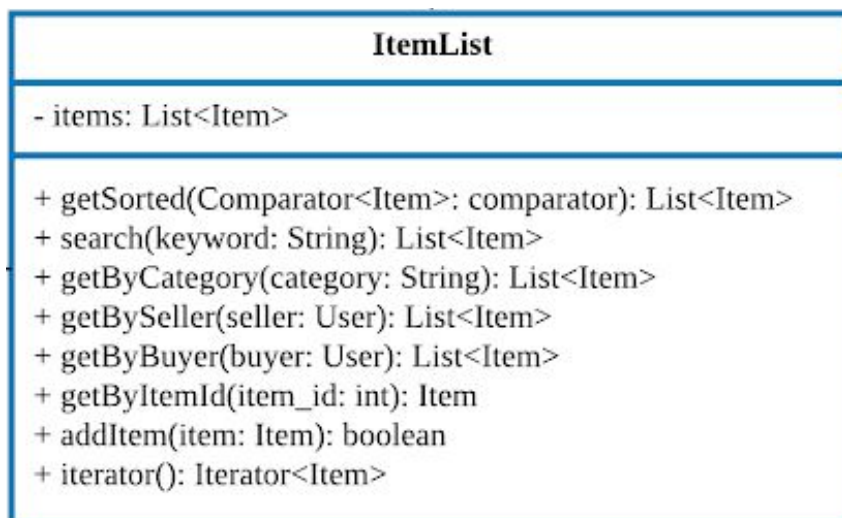 ItemList
- items: List<Item>
+ getSorted(Comparator<Item>: comparator): List<Item>
+ search(keyword: String): List<Item>
+ getByCategory(category: String): List<Item>
+ getBySeller(seller: User): List<Item>
+ getByBuyer(buyer: User): List<Item>
+ getByItemId(item_id: int): Item
+ addItem(item: Item): boolean
+ iterator(): Iterator<Item>